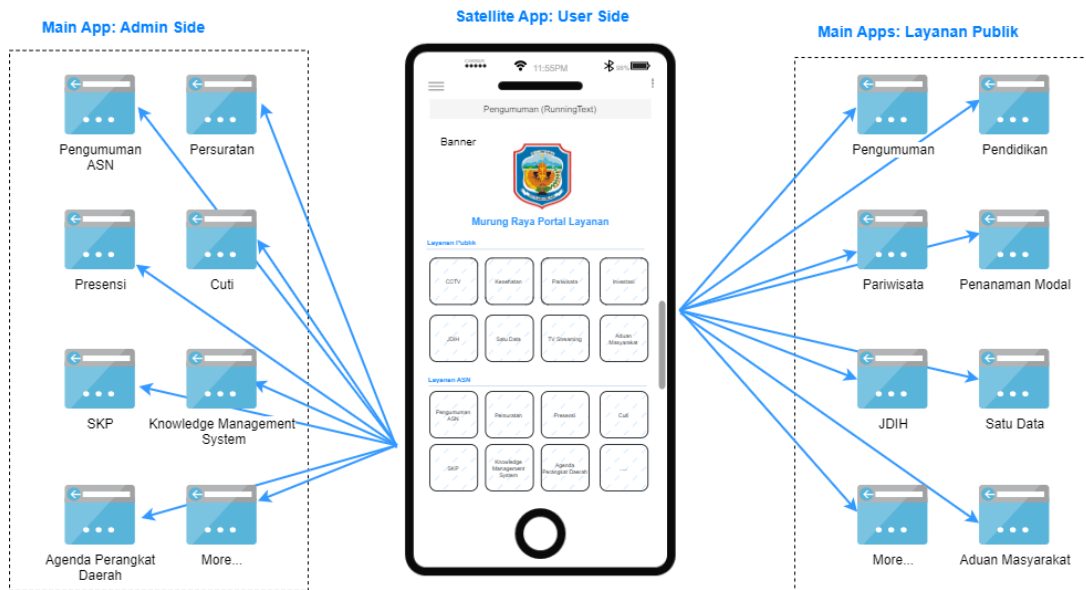 Main App: Admin Side
Pengumuman
ASN
Persuratan
Presensi
Cuti
SKP
Knowledge Management
System
Agenda Perangkat
Daerah
More...
Satellite App: User Side
CARRIER
11:55PM
98%
Pengumuman (RunningText)
Banner
Murung Raya Portal Layanan
Layanan Publik
CCTV
Kesehatan
Pariwisata
Investasi
JDIH
Satu Data
TV Streaming
Aduan
Masyarakat
Layanan ASN
Pengumuman
ASN
Persuratan
Presensi
Cuti
SKP
Knowledge
Management
System
Agenda
Perangkat Daerah
....
Main Apps: Layanan Publik
Pengumuman
Pendidikan
Pariwisata
Penanaman Modal
JDIH
Satu Data
More...
Aduan Masyarakat